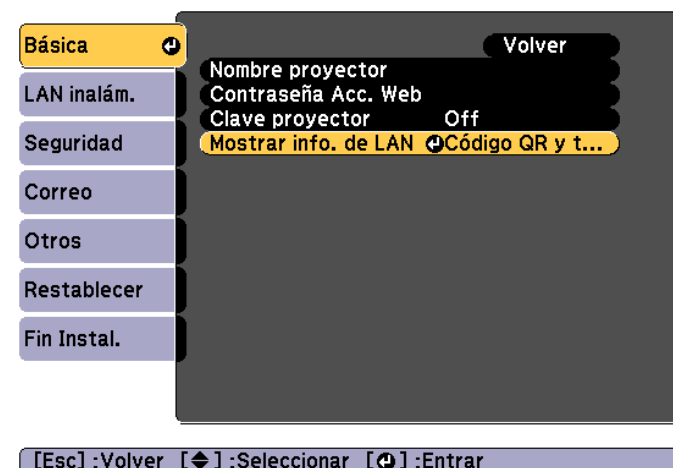 Básica
LAN inalám.
Seguridad
Correo
Otros
Restablecer
Fin Instal.
Volver
Nombre proyector
Contraseña Acc. Web
Clave proyector Off
Mostrar info. de LAN Código QR y t...
[Esc] :Volver [ ] :Seleccionar [ ] :Entrar